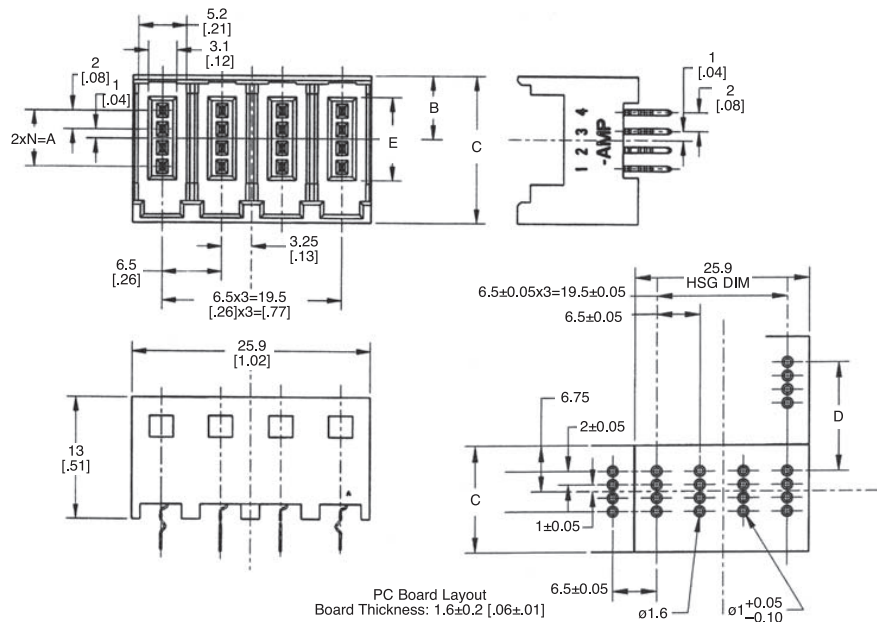 5.2
[.21]
3.1
[.12]
2
[.08]
1
[.04]
2xN=A
B
C
E
3.25
[.13]
6.5
[.26]
6.5x3=19.5
[.26]x3=[.77]
1 2 3 4
-AMP
1
[.04]
2
[.08]
25.9
[1.02]
13
[.51]
25.9
HSG DIM
6.5±0.05x3=19.5±0.05
6.5±0.05
6.75
2±0.05
C
D
1±0.05
6.5±0.05
ø1.6
ø1+0.05
−0.10
PC Board Layout
Board Thickness: 1.6±0.2 [.06±.01]